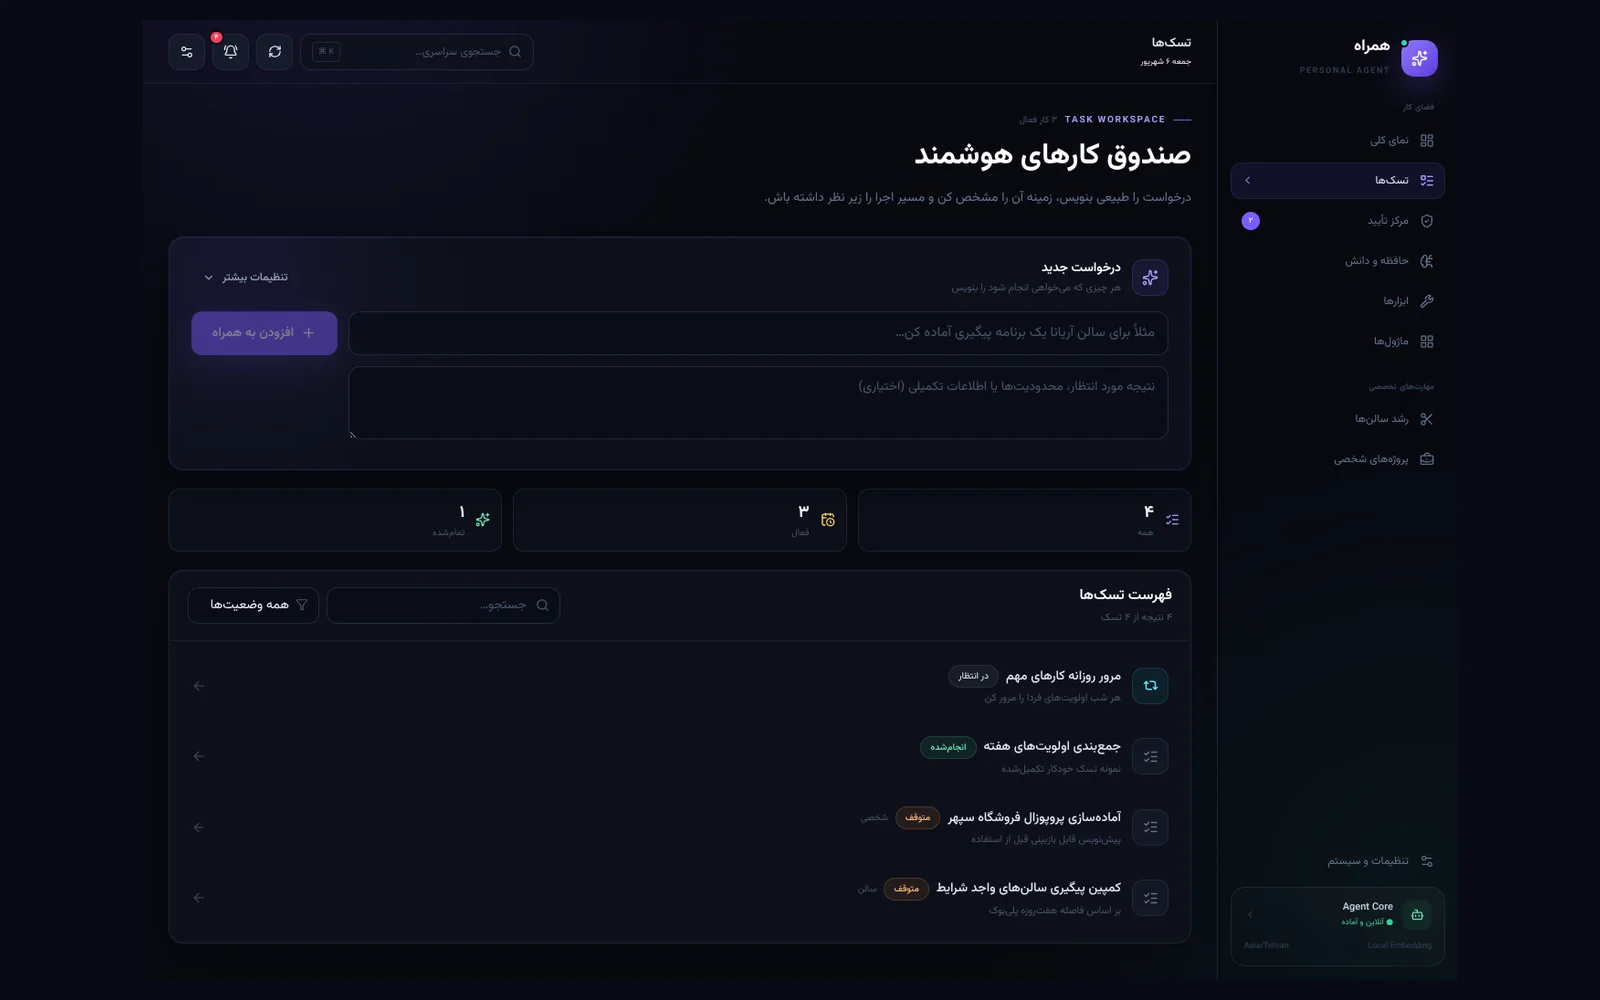 همراه
PERSONAL AGENT
فضای کار
نمای کلی
تسک‌ها
مرکز تأیید
۲
حافظه و دانش
ابزارها
ماژول‌ها
مهارت‌های تخصصی
رشد سالن‌ها
پروژه‌های شخصی
تنظیمات و سیستم
Agent Core
آنلاین و آماده
Local Embedding
Asia/Tehran
تسک‌ها
جمعه ۶ شهریور
جستجوی سراسری...
⌘ K
۴
TASK WORKSPACE ۳ کار فعال
صندوق کارهای هوشمند
درخواست را طبیعی بنویس، زمینه آن را مشخص کن و مسیر اجرا را زیر نظر داشته باش.
درخواست جدید
هر چیزی که می‌خواهی انجام شود را بنویس
تنظیمات بیشتر
مثلاً برای سالن آریانا یک برنامه پیگیری آماده کن...
افزودن به همراه
نتیجه مورد انتظار، محدودیت‌ها یا اطلاعات تکمیلی (اختیاری)
۴
همه
۳
فعال
۱
تمام‌شده
فهرست تسک‌ها
۴ نتیجه از ۴ تسک
جستجو...
همه وضعیت‌ها
مرور روزانه کارهای مهم در انتظار
هر شب اولویت‌های فردا را مرور کن
جمع‌بندی اولویت‌های هفته انجام‌شده
نمونه تسک خودکار تکمیل‌شده
آماده‌سازی پروپوزال فروشگاه سپهر متوقف شخصی
پیش‌نویس قابل بازبینی قبل از استفاده
کمپین پیگیری سالن‌های واجد شرایط متوقف سالن
بر اساس فاصله هفت‌روزه پلی‌بوک